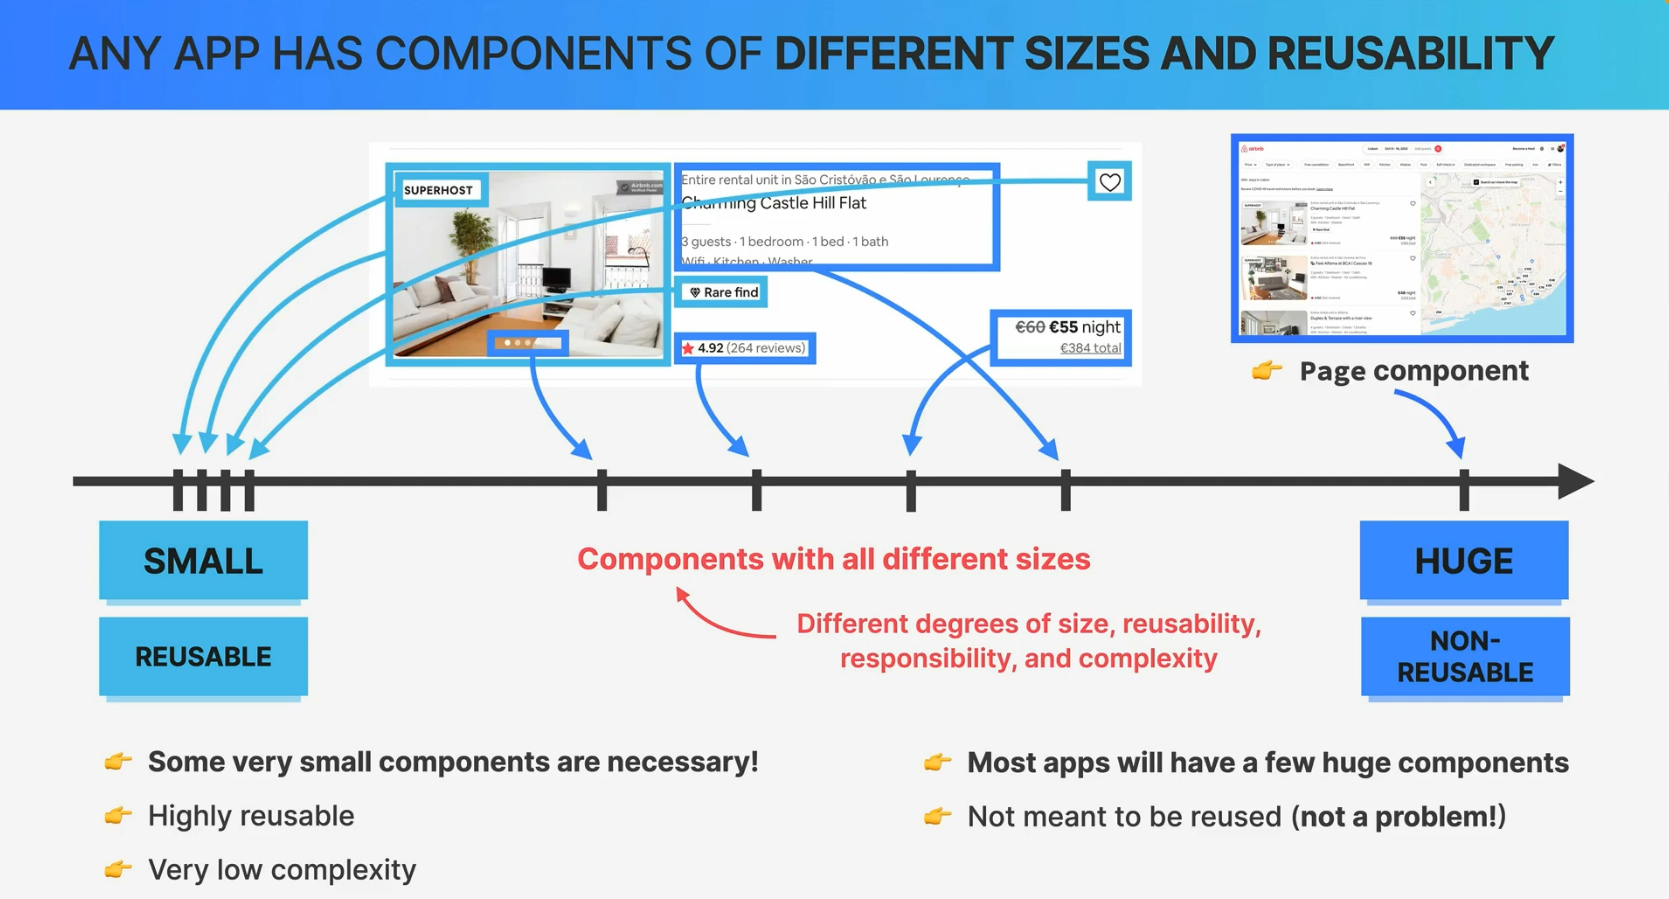 ANY APP HAS COMPONENTS OF DIFFERENT SIZES AND REUSABILITY
SUPERHOST
Airbnb.com
Entire rental unit in São Cristóvão e São Lourenço
Charming Castle Hill Flat
3 guests · 1 bedroom · 1 bed · 1 bath
Wifi · Kitchen · Washer
Rare find
4.92 (264 reviews)
€60 €55 night
€384 total
airbnb
👉 Page component
SMALL
REUSABLE
Components with all different sizes
Different degrees of size, reusability,
responsibility, and complexity
HUGE
NON-
REUSABLE
👉 Some very small components are necessary!
👉 Highly reusable
👉 Very low complexity
👉 Most apps will have a few huge components
👉 Not meant to be reused (not a problem!)